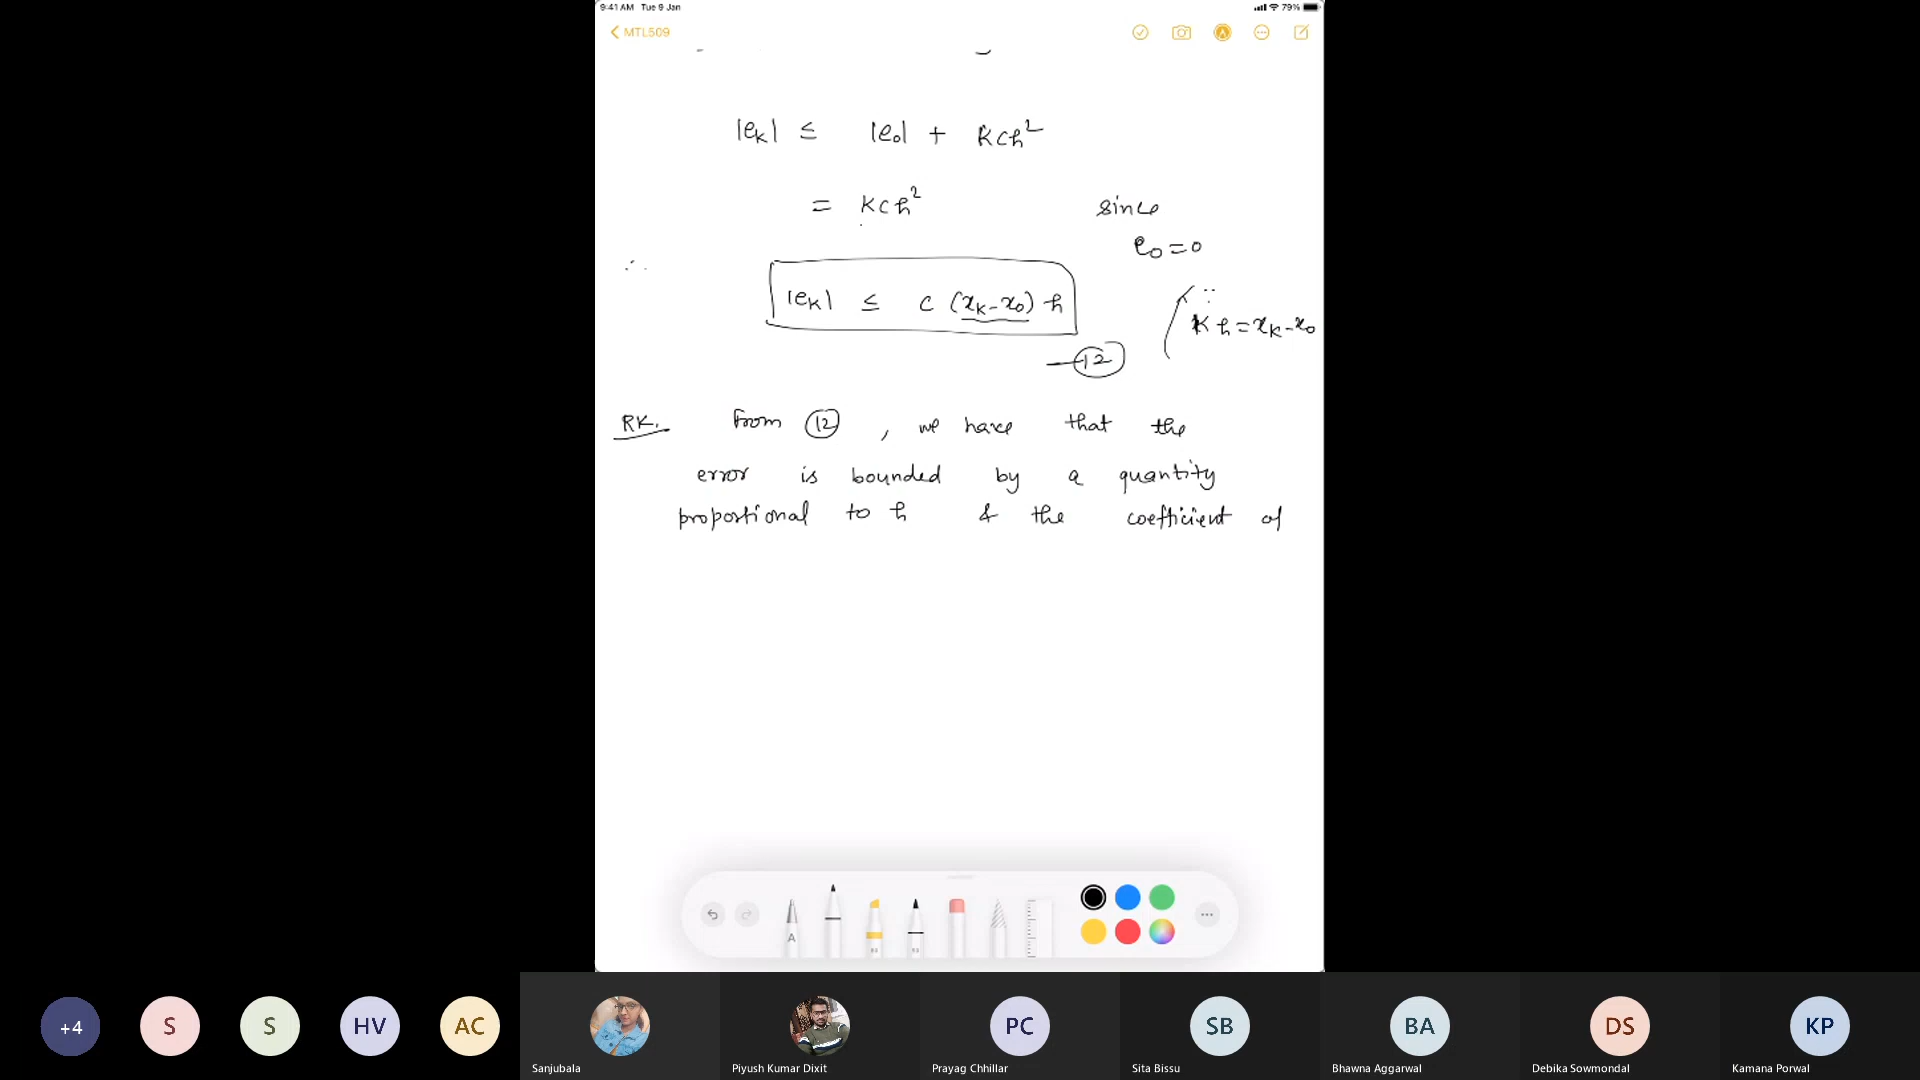 9:41 AM Tue 9 Jan
79%
MTL509
|eₖ| ≤ |e₀| + Kch²
= Kch² since
e₀ = 0
∴ |eₖ| ≤ c (xₖ - x₀) h
∵ Kh = xₖ - x₀
— 12
RK. From 12, we have that the
error is bounded by a quantity
proportional to h & the coefficient of
A
+4 S S HV AC PC SB BA DS KP
Sanjubala Piyush Kumar Dixit Prayag Chhillar Sita Bissu Bhawna Aggarwal Debika Sowmondal Kamana Porwal